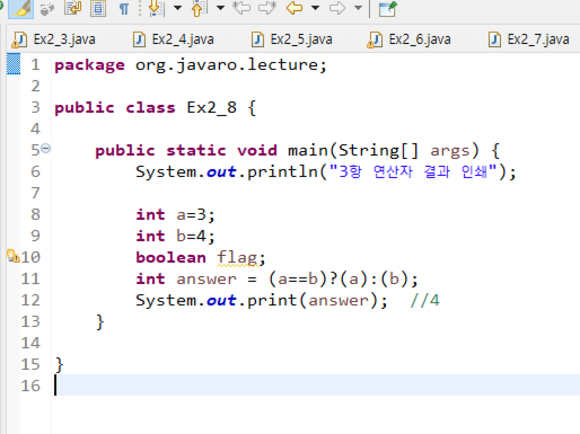 Ex2_3.java Ex2_4.java Ex2_5.java Ex2_6.java Ex2_7.java
1 package org.javaro.lecture;
2
3 public class Ex2_8 {
4
5 public static void main(String[] args) {
6 System.out.println("3항 연산자 결과 인쇄");
7
8 int a=3;
9 int b=4;
10 boolean flag;
11 int answer = (a==b)?(a):(b);
12 System.out.print(answer); //4
13 }
14
15 }
16